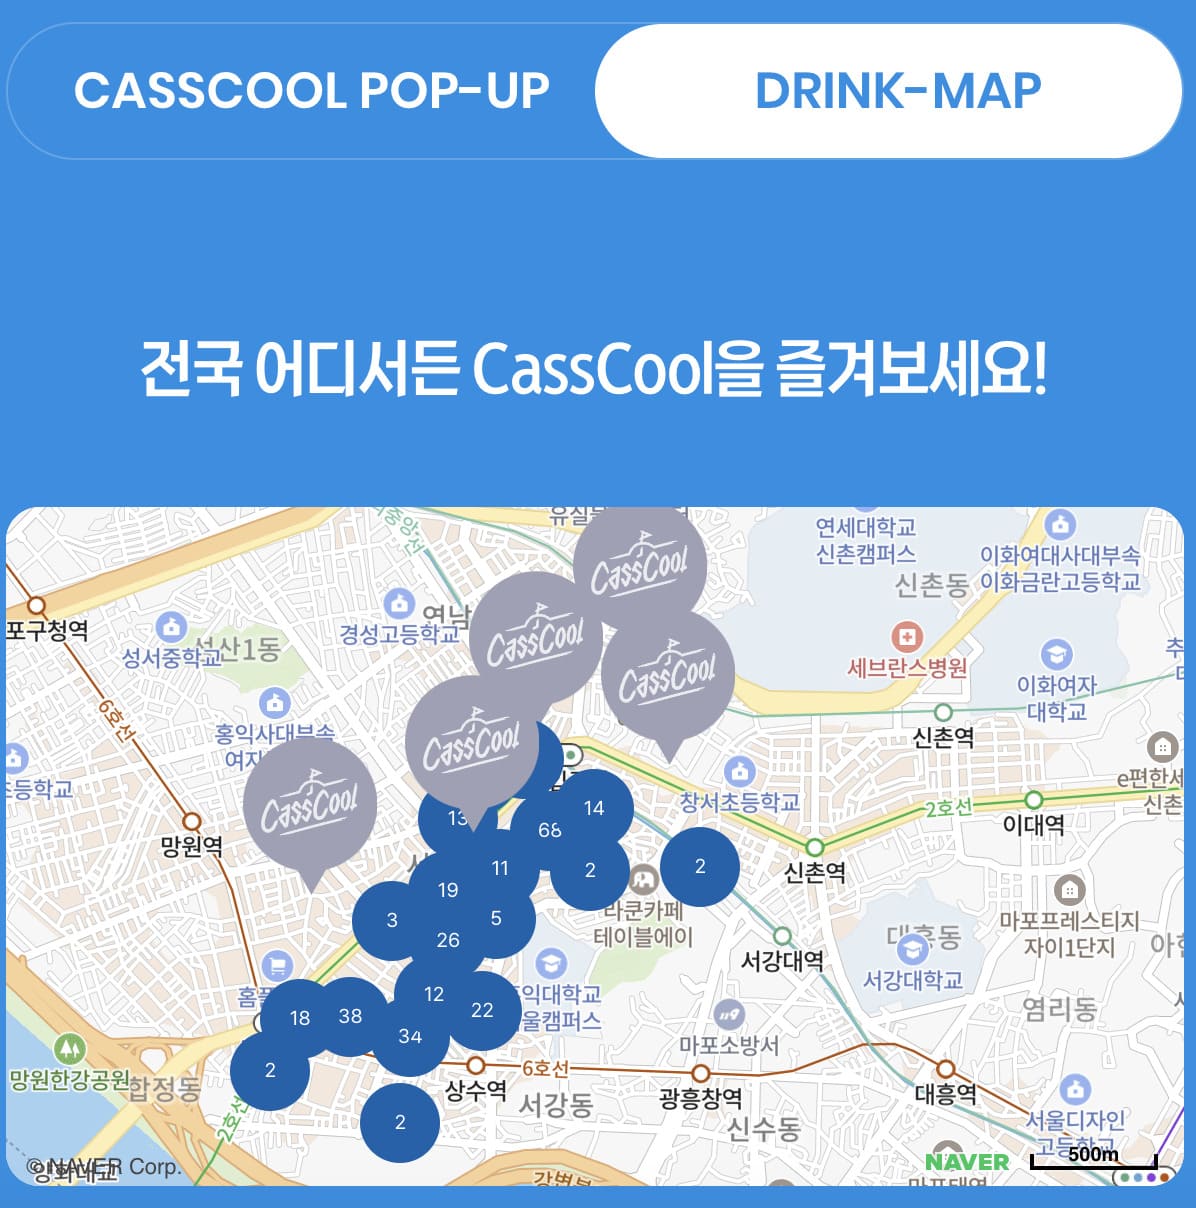 CASSCOOL POP-UP
DRINK-MAP
전국 어디서든 CassCool을 즐겨보세요!
연세대학교
신촌캠퍼스
신촌동
이화여대사대부속
이화금란고등학교
CassCool
포구청역
성서중학교
성산1동
경성고등학교
연남
CassCool
CassCool
세브란스병원
이화여자
대학교
6호선
홍익사대부속
여자
CassCool
신촌역
CassCool
초등학교
e편한세
신촌
창서초등학교
2호선
이대역
망원역
13
68
14
신촌역
11
2
2
19
3
5
26
라쿤카페
테이블에이
마포프레스티지
자이1단지
대흥동
서강대역
서강대학교
홈플
12
22
익대학교
울캠퍼스
18
38
34
염리동
마포소방서
2
망원한강공원
합정동
6호선
상수역
서강동
광흥창역
대흥역
신수동
2호선
2
서울디자인
고등학교
© NAVER Corp.
양화대교
강변북
NAVER
500m